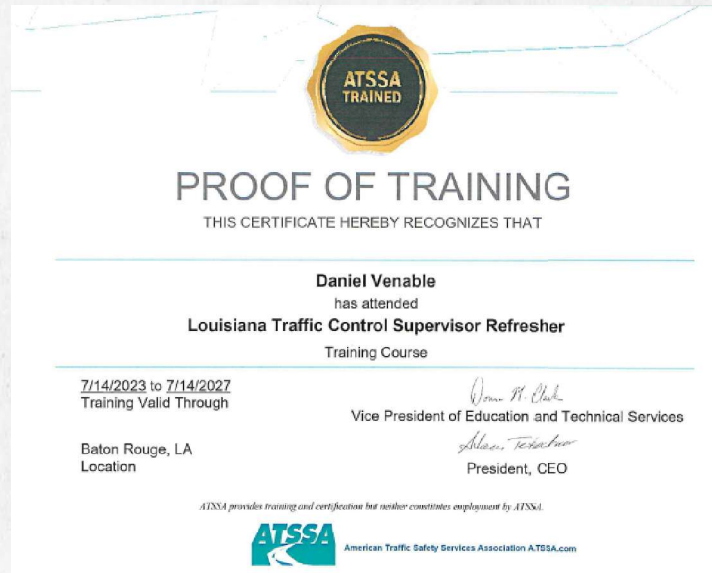 ATSSA
TRAINED
PROOF OF TRAINING
THIS CERTIFICATE HEREBY RECOGNIZES THAT
Daniel Venable
has attended
Louisiana Traffic Control Supervisor Refresher
Training Course
7/14/2023 to 7/14/2027
Training Valid Through
Vice President of Education and Technical Services
Baton Rouge, LA
Location
President, CEO
ATSSA provides training and certification but neither constitutes employment by ATSSA.
ATSSA
American Traffic Safety Services Association ATSSA.com